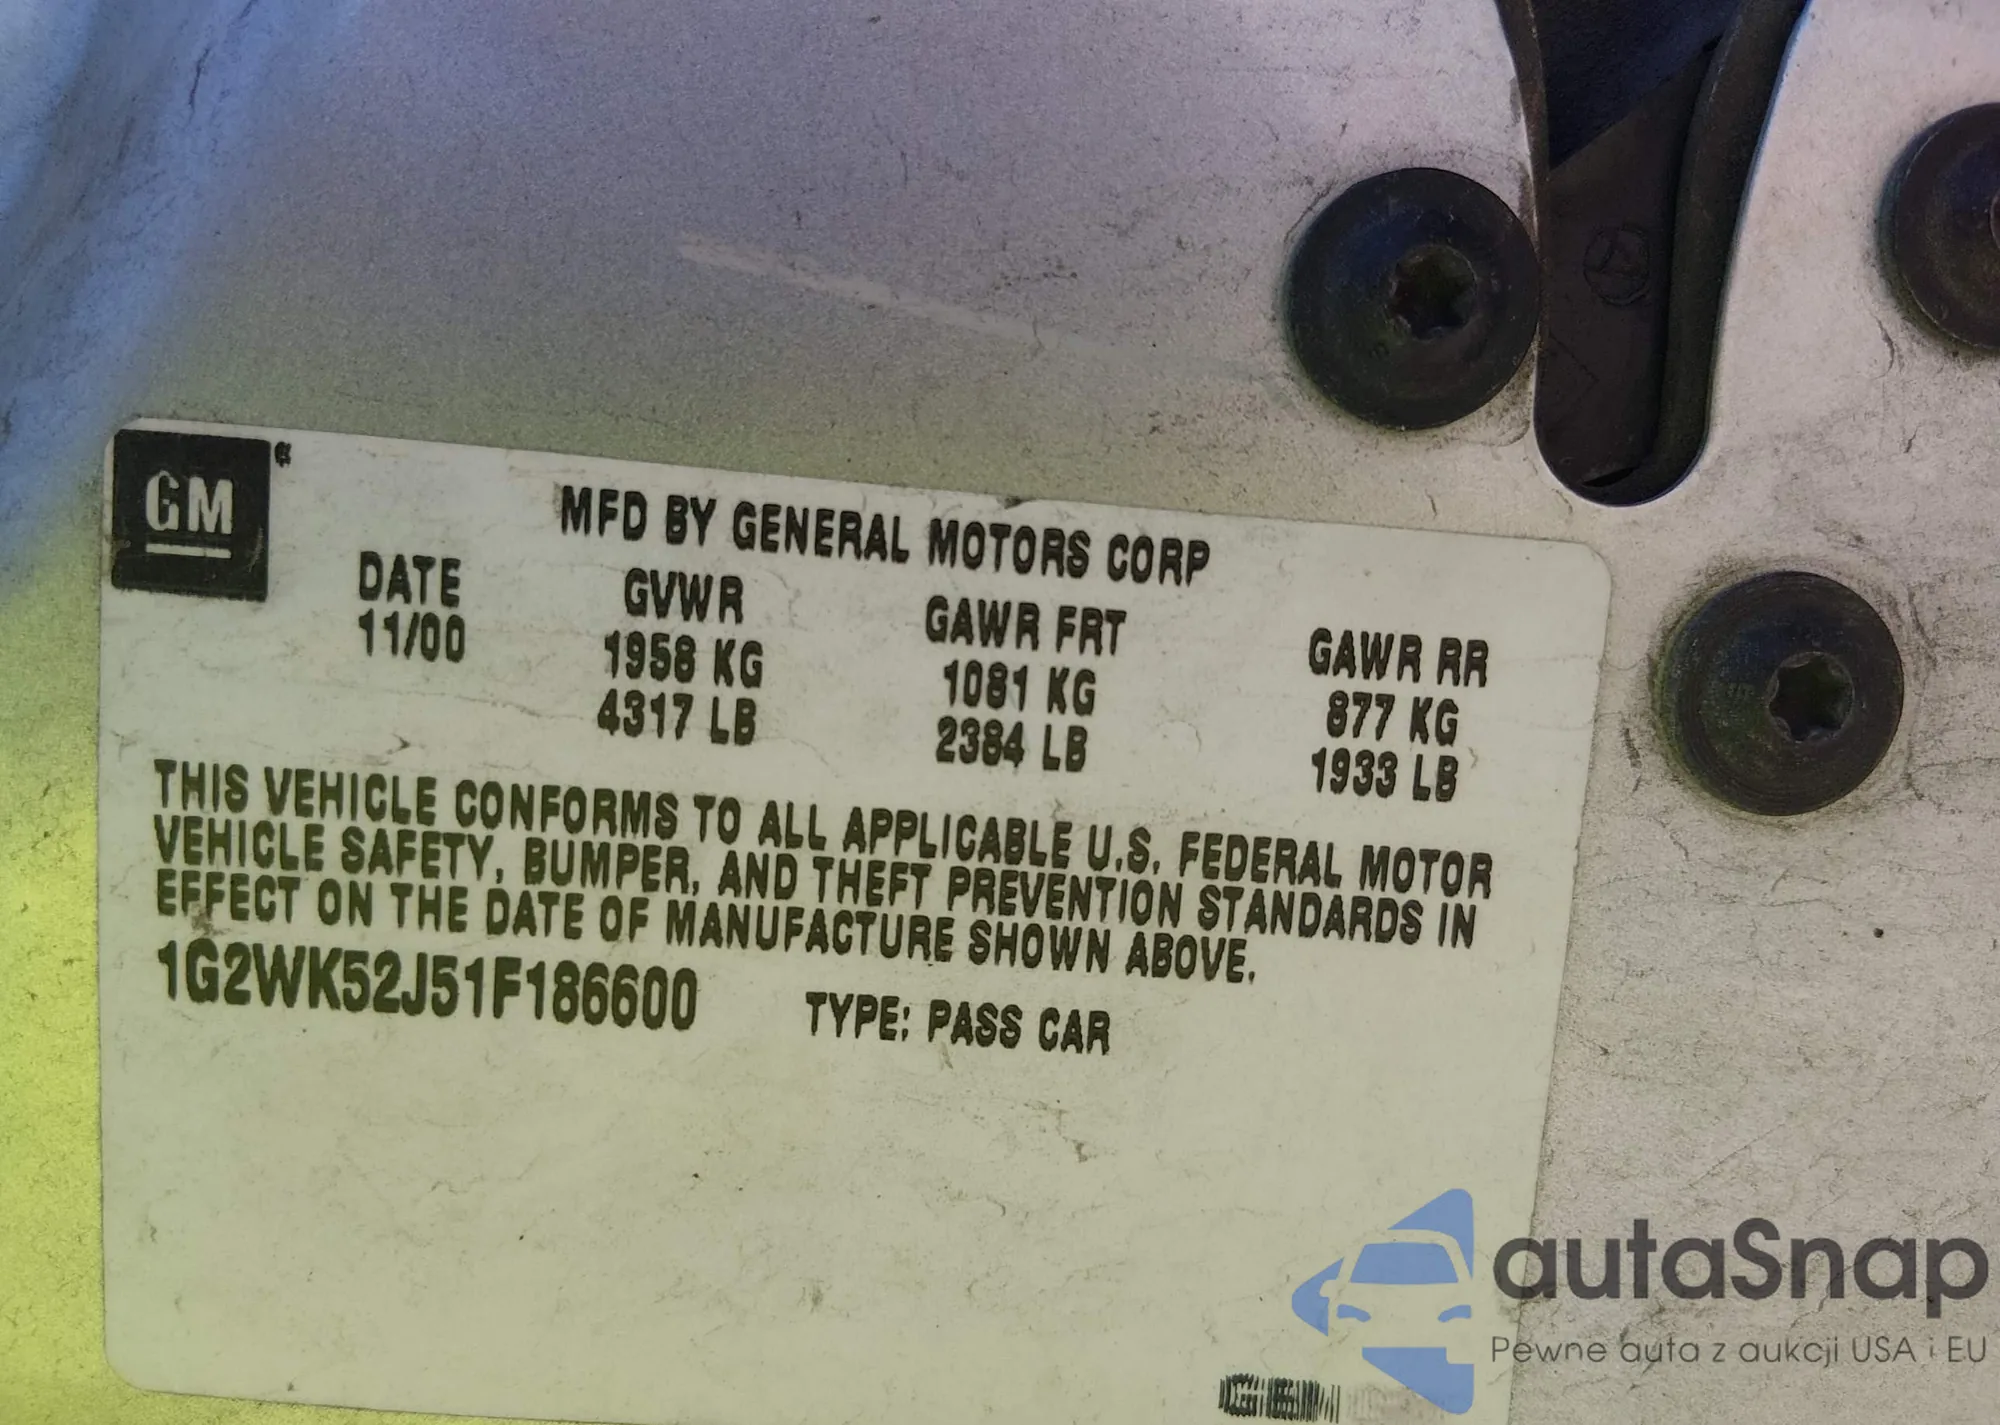 GM
MFD BY GENERAL MOTORS CORP
DATE GVWR GAWR FRT GAWR RR
11/00 1958 KG 1081 KG 877 KG
4317 LB 2384 LB 1933 LB
THIS VEHICLE CONFORMS TO ALL APPLICABLE U.S. FEDERAL MOTOR
VEHICLE SAFETY, BUMPER, AND THEFT PREVENTION STANDARDS IN
EFFECT ON THE DATE OF MANUFACTURE SHOWN ABOVE.
1G2WK52J51F186600 TYPE: PASS CAR
autaSnap
Pewne auta z aukcji USA i EU